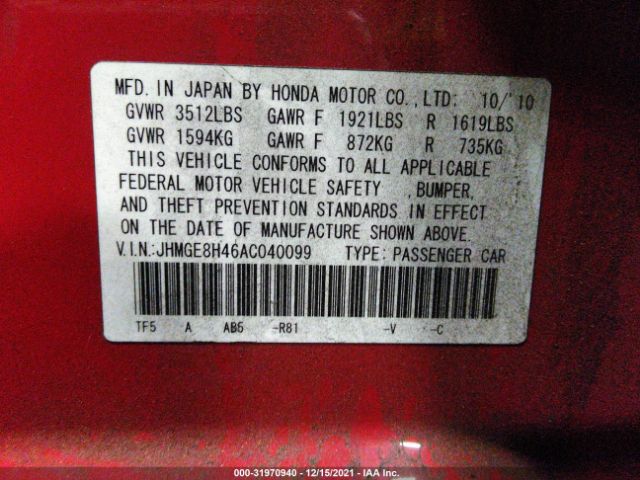 MFD. IN JAPAN BY HONDA MOTOR CO.,LTD: 10/'10
GVWR 3512LBS GAWR F 1921LBS R 1619LBS
GVWR 1594KG GAWR F 872KG R 735KG
THIS VEHICLE CONFORMS TO ALL APPLICABLE
FEDERAL MOTOR VEHICLE SAFETY ,BUMPER,
AND THEFT PREVENTION STANDARDS IN EFFECT
ON THE DATE OF MANUFACTURE SHOWN ABOVE.
V.I.N.:JHMGE8H46AC040099 TYPE: PASSENGER CAR
TF5 A AB5 -R81 -V -C
000-31970940 - 12/15/2021 - IAA Inc.